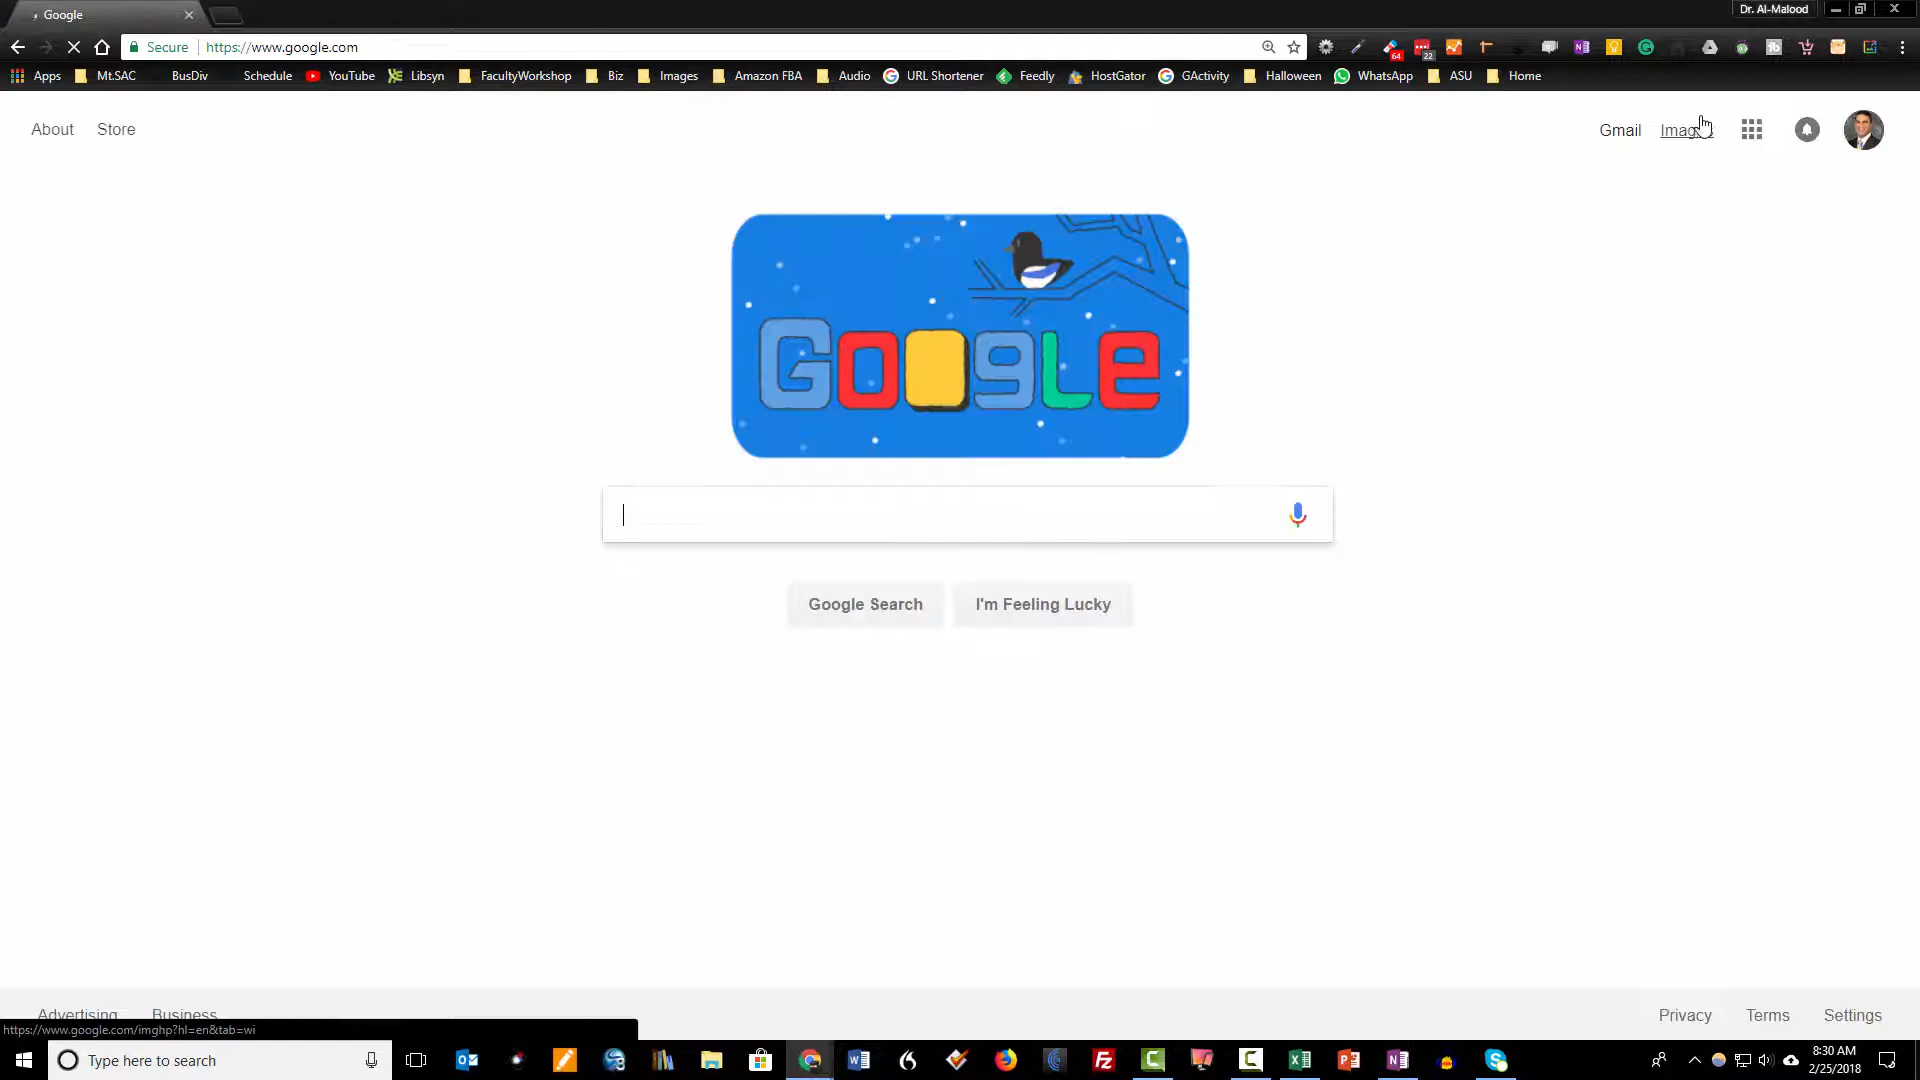 Google
Dr. Al-Malood
Secure https://www.google.com
64
22
Apps Mt.SAC BusDiv Schedule YouTube Libsyn FacultyWorkshop Biz Images Amazon FBA Audio URL Shortener Feedly HostGator GActivity Halloween WhatsApp ASU Home
About Store
Gmail Images
Google
Google Search I'm Feeling Lucky
Advertising Business
Privacy Terms Settings
https://www.google.com/imghp?hl=en&tab=wi
Type here to search
8:30 AM
2/25/2018